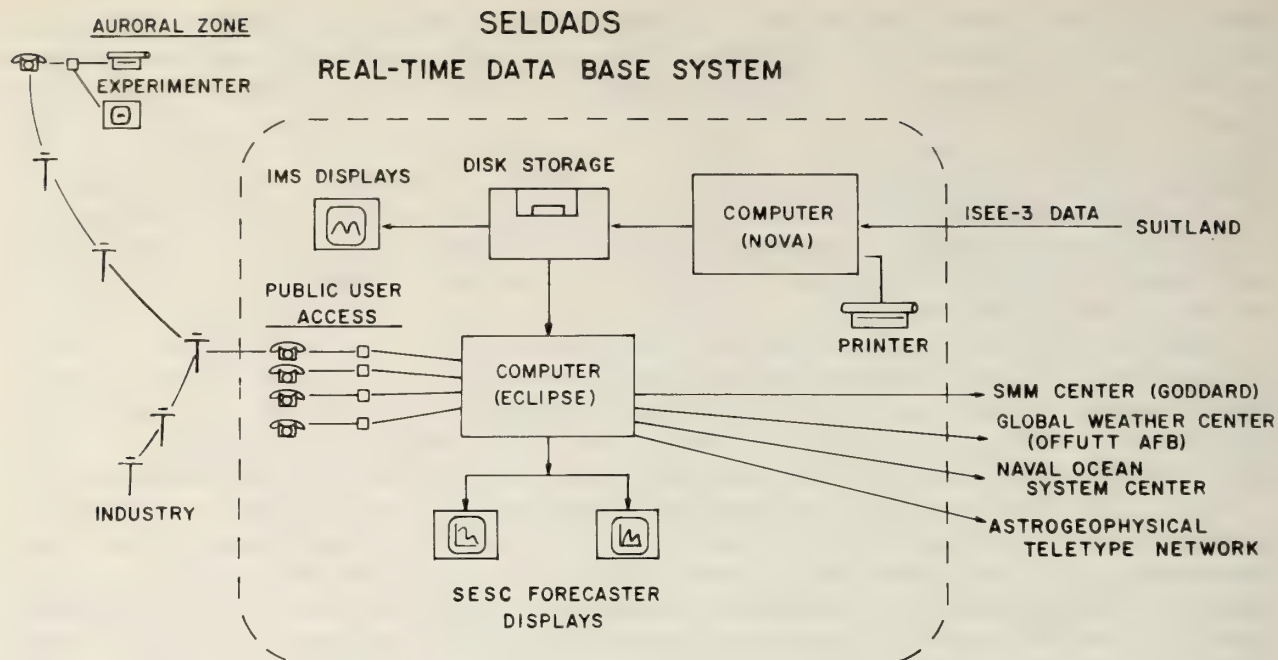 SELDADS
REAL-TIME DATA BASE SYSTEM
AURORAL ZONE
EXPERIMENTER
IMS DISPLAYS
DISK STORAGE
COMPUTER
(NOVA)
ISEE-3 DATA
SUITLAND
PRINTER
PUBLIC USER
ACCESS
COMPUTER
(ECLIPSE)
INDUSTRY
SMM CENTER (GODDARD)
GLOBAL WEATHER CENTER
(OFFUTT AFB)
NAVAL OCEAN
SYSTEM CENTER
ASTROGEOPHYSICAL
TELETYPE NETWORK
SESC FORECASTER
DISPLAYS